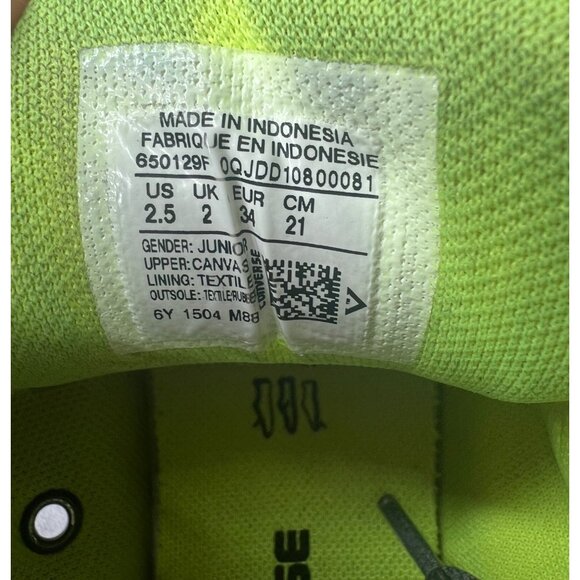 MADE IN INDONESIA
FABRIQUE EN INDONESIE
650129F 0QJDD10800081
US UK EUR CM
2.5 2 34 21
GENDER: JUNIOR
UPPER: CANVAS
LINING: TEXTILE
OUTSOLE: TEXTILE/RUBBER
CONVERSE
6Y 1504 M8B
SE